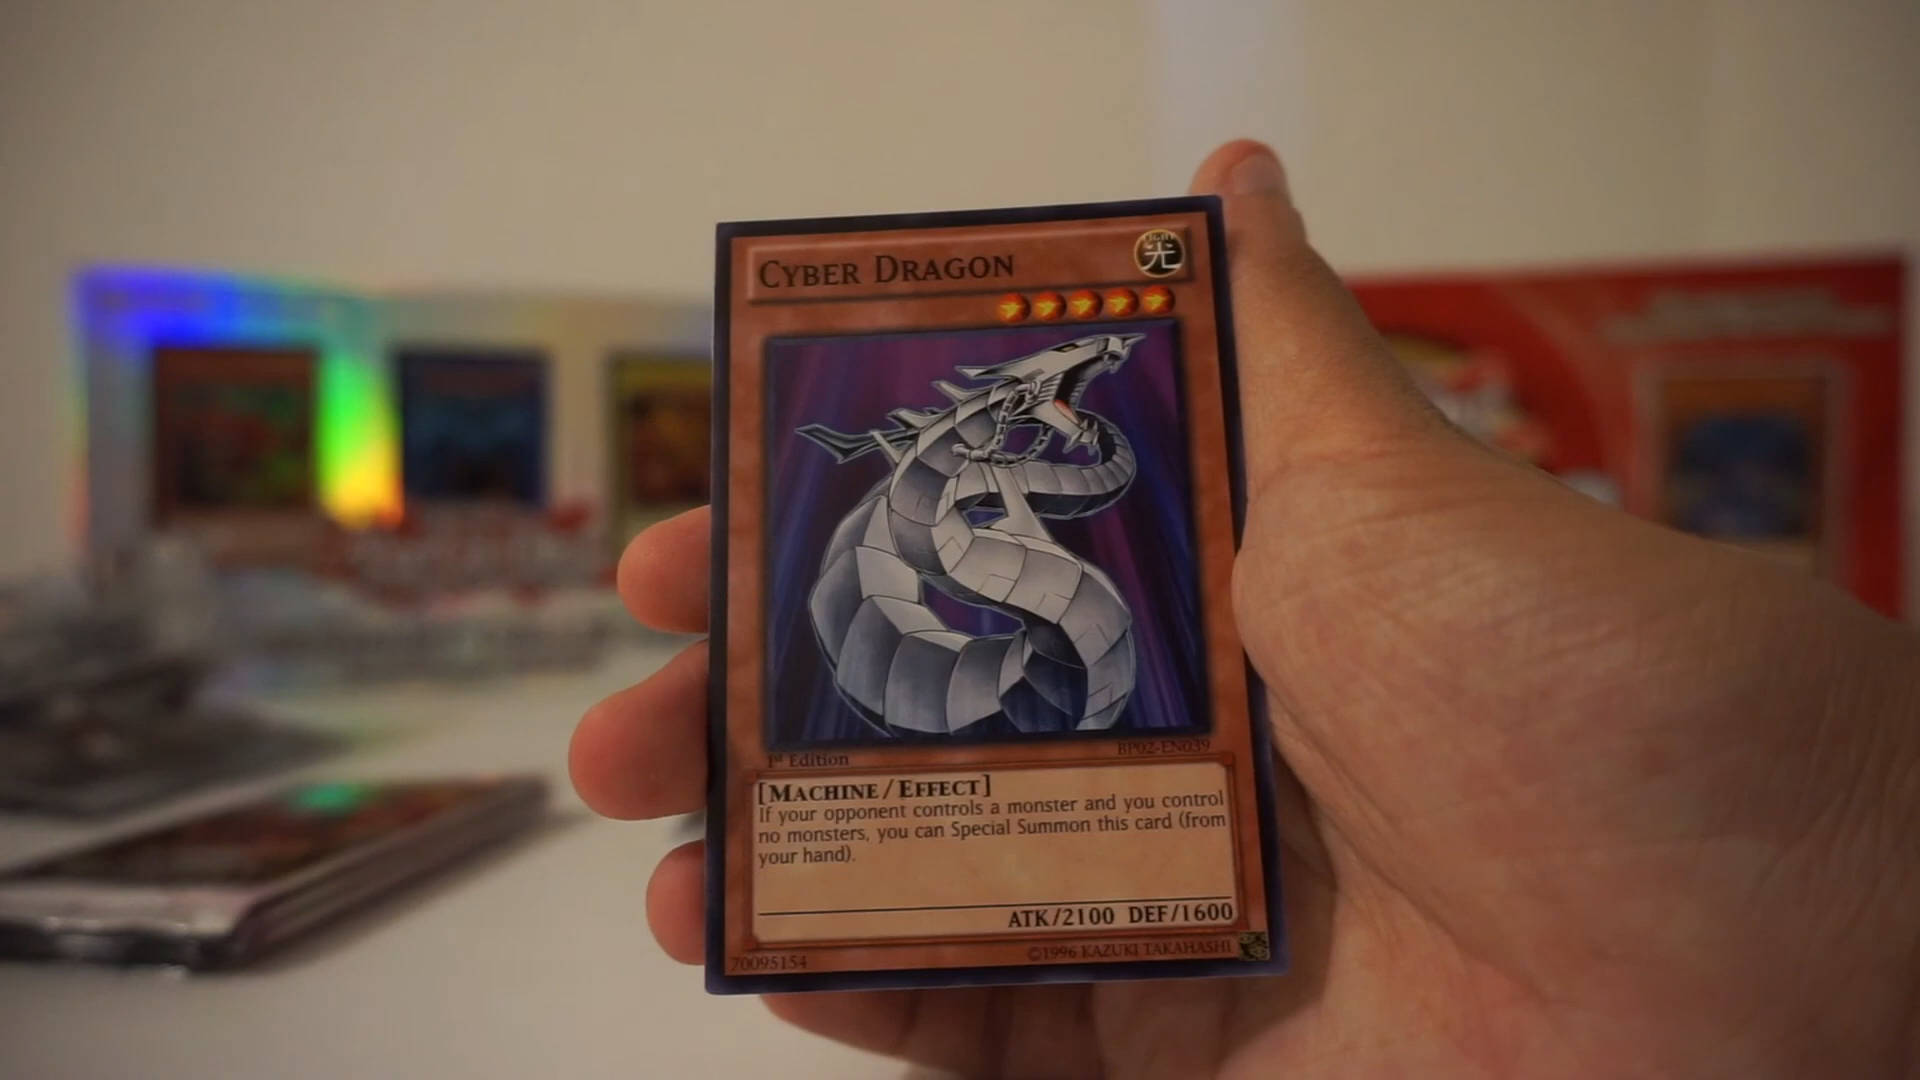 CYBER DRAGON
LIGHT
光
1st Edition
BP02-EN039
[MACHINE/EFFECT]
If your opponent controls a monster and you control
no monsters, you can Special Summon this card (from
your hand).
ATK/2100 DEF/1600
70095154
©1996 KAZUKI TAKAHASHI